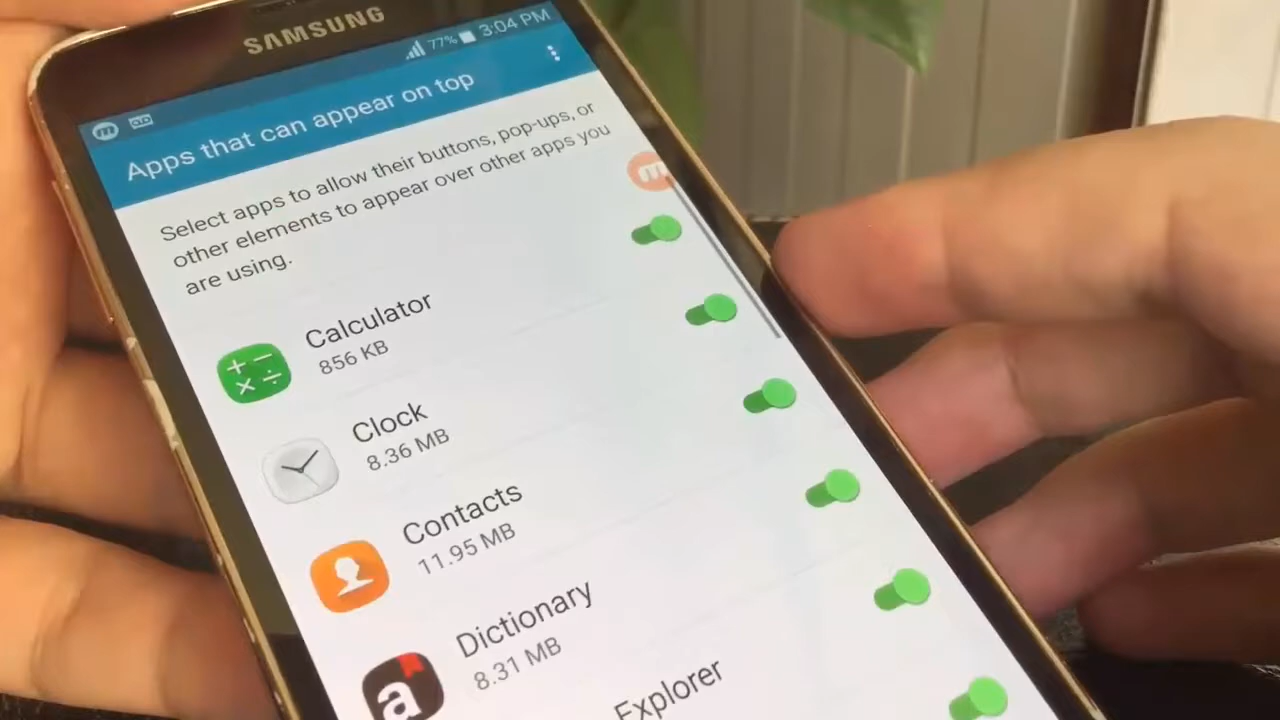 SAMSUNG
77% 3:04 PM
Apps that can appear on top
Select apps to allow their buttons, pop-ups, or
other elements to appear over other apps you
are using.
Calculator
856 KB
Clock
8.36 MB
Contacts
11.95 MB
Dictionary
8.31 MB
Explorer